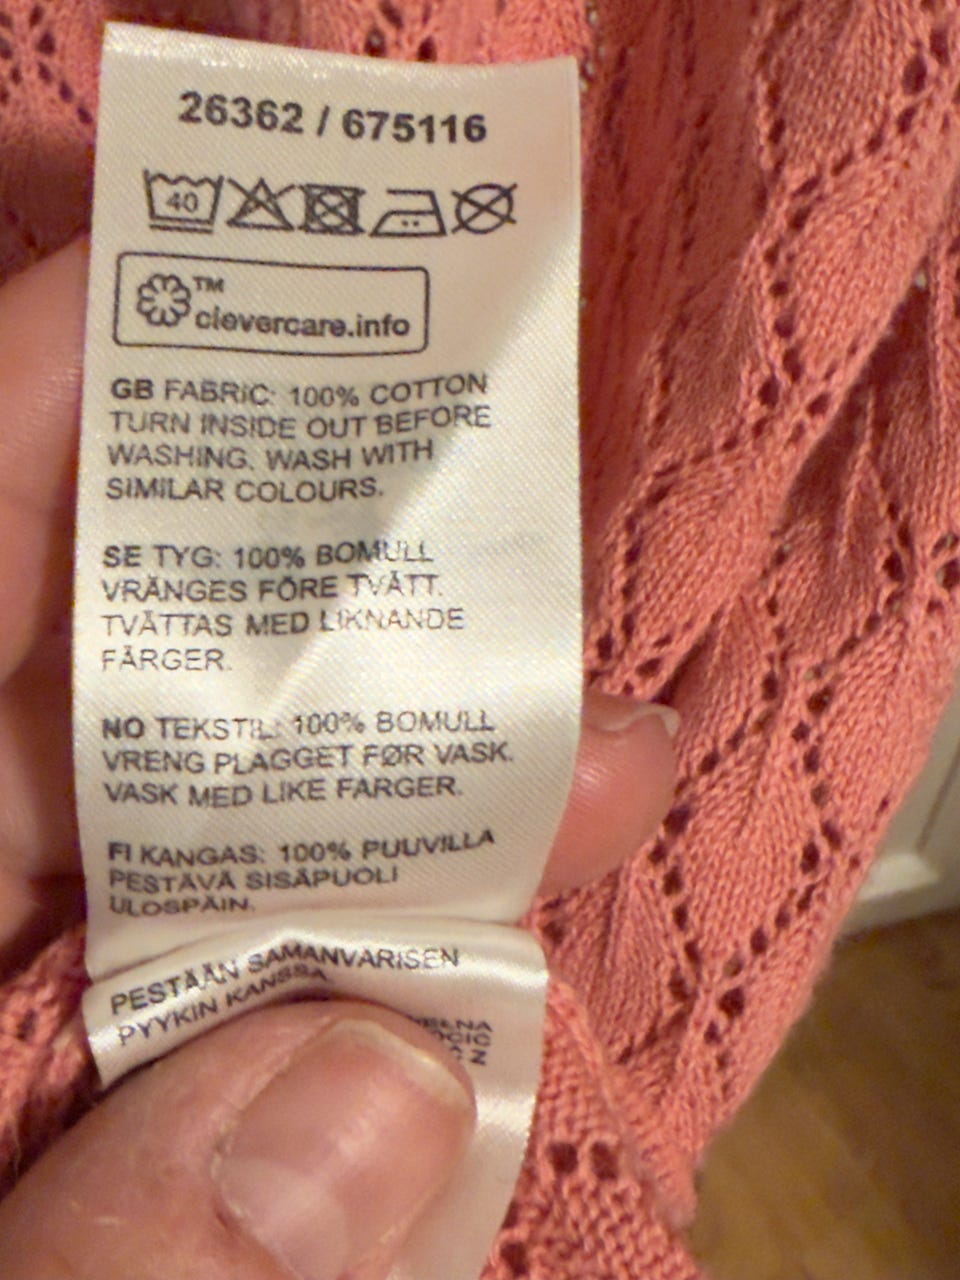 26362 / 675116
40
TM
clevercare.info
GB FABRIC: 100% COTTON
TURN INSIDE OUT BEFORE
WASHING. WASH WITH
SIMILAR COLOURS.
SE TYG: 100% BOMULL
VRÄNGES FÖRE TVÄTT.
TVÄTTAS MED LIKNANDE
FÄRGER.
NO TEKSTIL: 100% BOMULL
VRENG PLAGGET FØR VASK.
VASK MED LIKE FARGER.
FI KANGAS: 100% PUUVILLA
PESTÄVÄ SISÄPUOLI
ULOSPÄIN.
PESTÄÄN SAMANVÄRISEN
PYYKIN KANSSA
Z